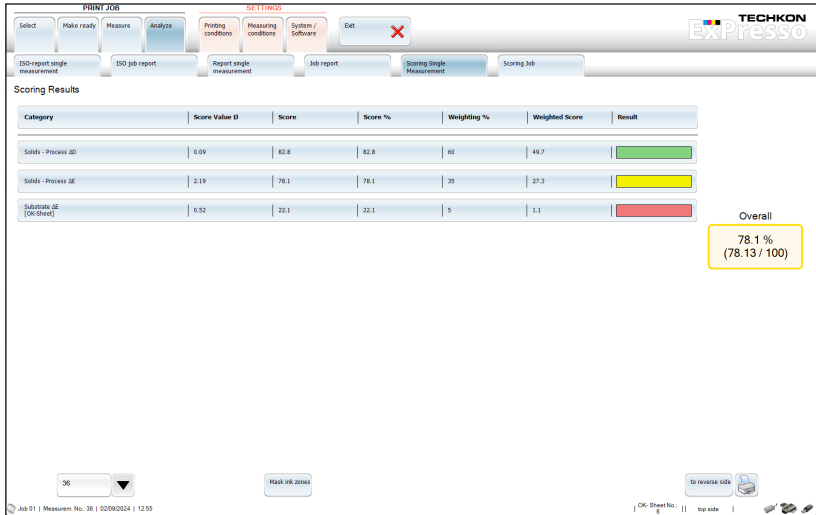 PRINT JOB
SETTINGS
Select
Make ready
Measure
Analyze
Printing
conditions
Measuring
conditions
System /
Software
Exit
TECHKON
ExPresso
ISO-report single
measurement
ISO job report
Report single
measurement
Job report
Scoring Single
Measurement
Scoring Job
Scoring Results
Category
Score Value Ø
Score
Score %
Weighting %
Weighted Score
Result
Solids - Process ΔD
0.09
82.8
82.8
60
49.7
Solids - Process ΔE
2.19
78.1
78.1
35
27.3
Substrate ΔE
[OK-Sheet]
0.52
22.1
22.1
5
1.1
Overall
78.1 %
(78.13 / 100)
36
Mask ink zones
to reverse side
Job 01 | Measurem. No.: 36 | 02/09/2024 | 12:55
| OK- Sheet No.: || top side |
6